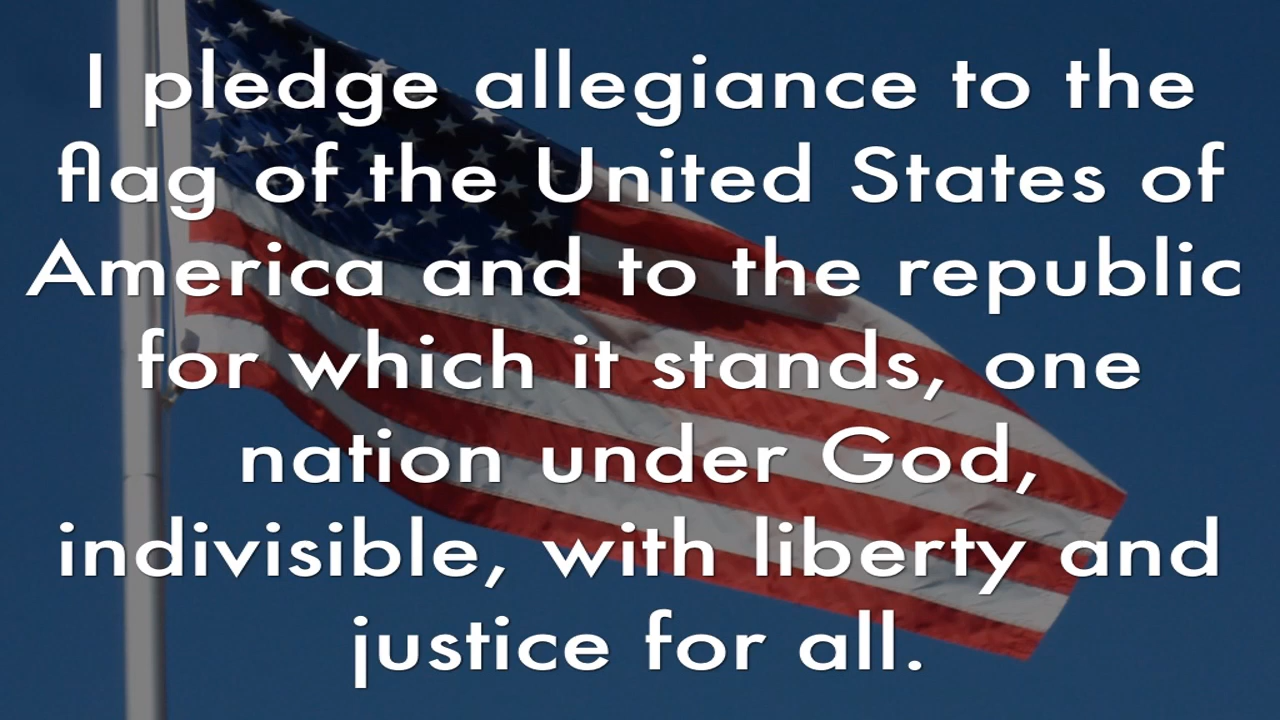 I pledge allegiance to the
flag of the United States of
America and to the republic
for which it stands, one
nation under God,
indivisible, with liberty and
justice for all.